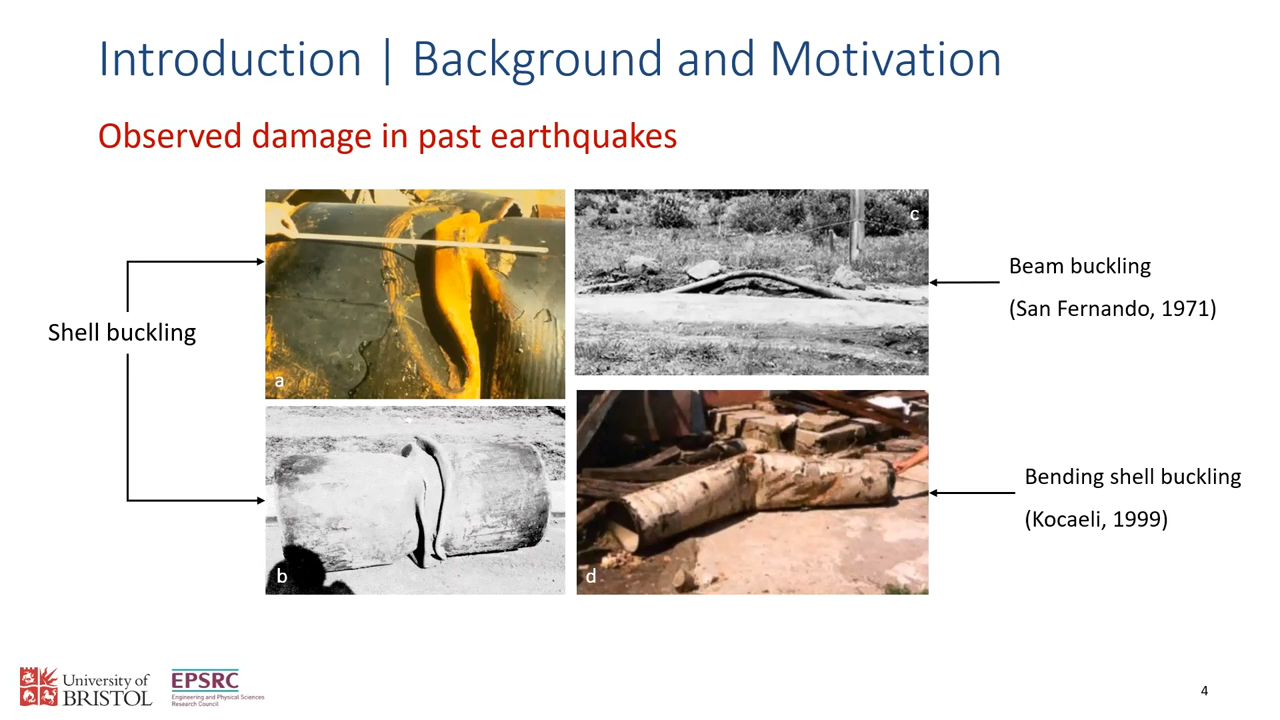 Introduction | Background and Motivation
Observed damage in past earthquakes
Shell buckling
a
b
c
d
Beam buckling
(San Fernando, 1971)
Bending shell buckling
(Kocaeli, 1999)
University of
BRISTOL
EPSRC
Engineering and Physical Sciences
Research Council
4